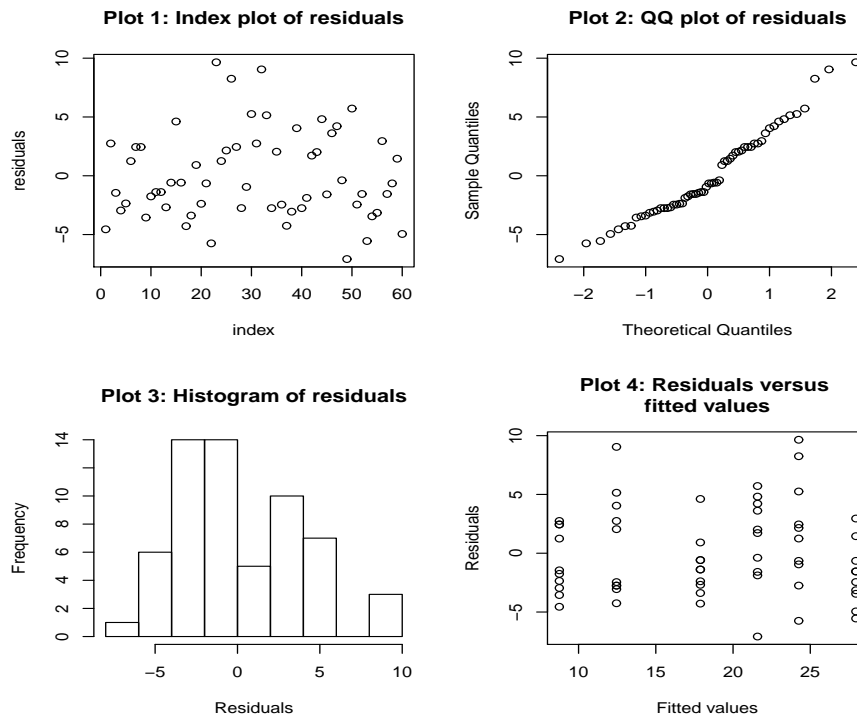 Plot 1: Index plot of residuals
residuals
10
5
0
−5
0 10 20 30 40 50 60
index
Plot 2: QQ plot of residuals
Sample Quantiles
10
5
0
−5
−2 −1 0 1 2
Theoretical Quantiles
Plot 3: Histogram of residuals
Frequency
14
10
8
6
4
2
0
−5 0 5 10
Residuals
Plot 4: Residuals versus
fitted values
Residuals
10
5
0
−5
10 15 20 25
Fitted values